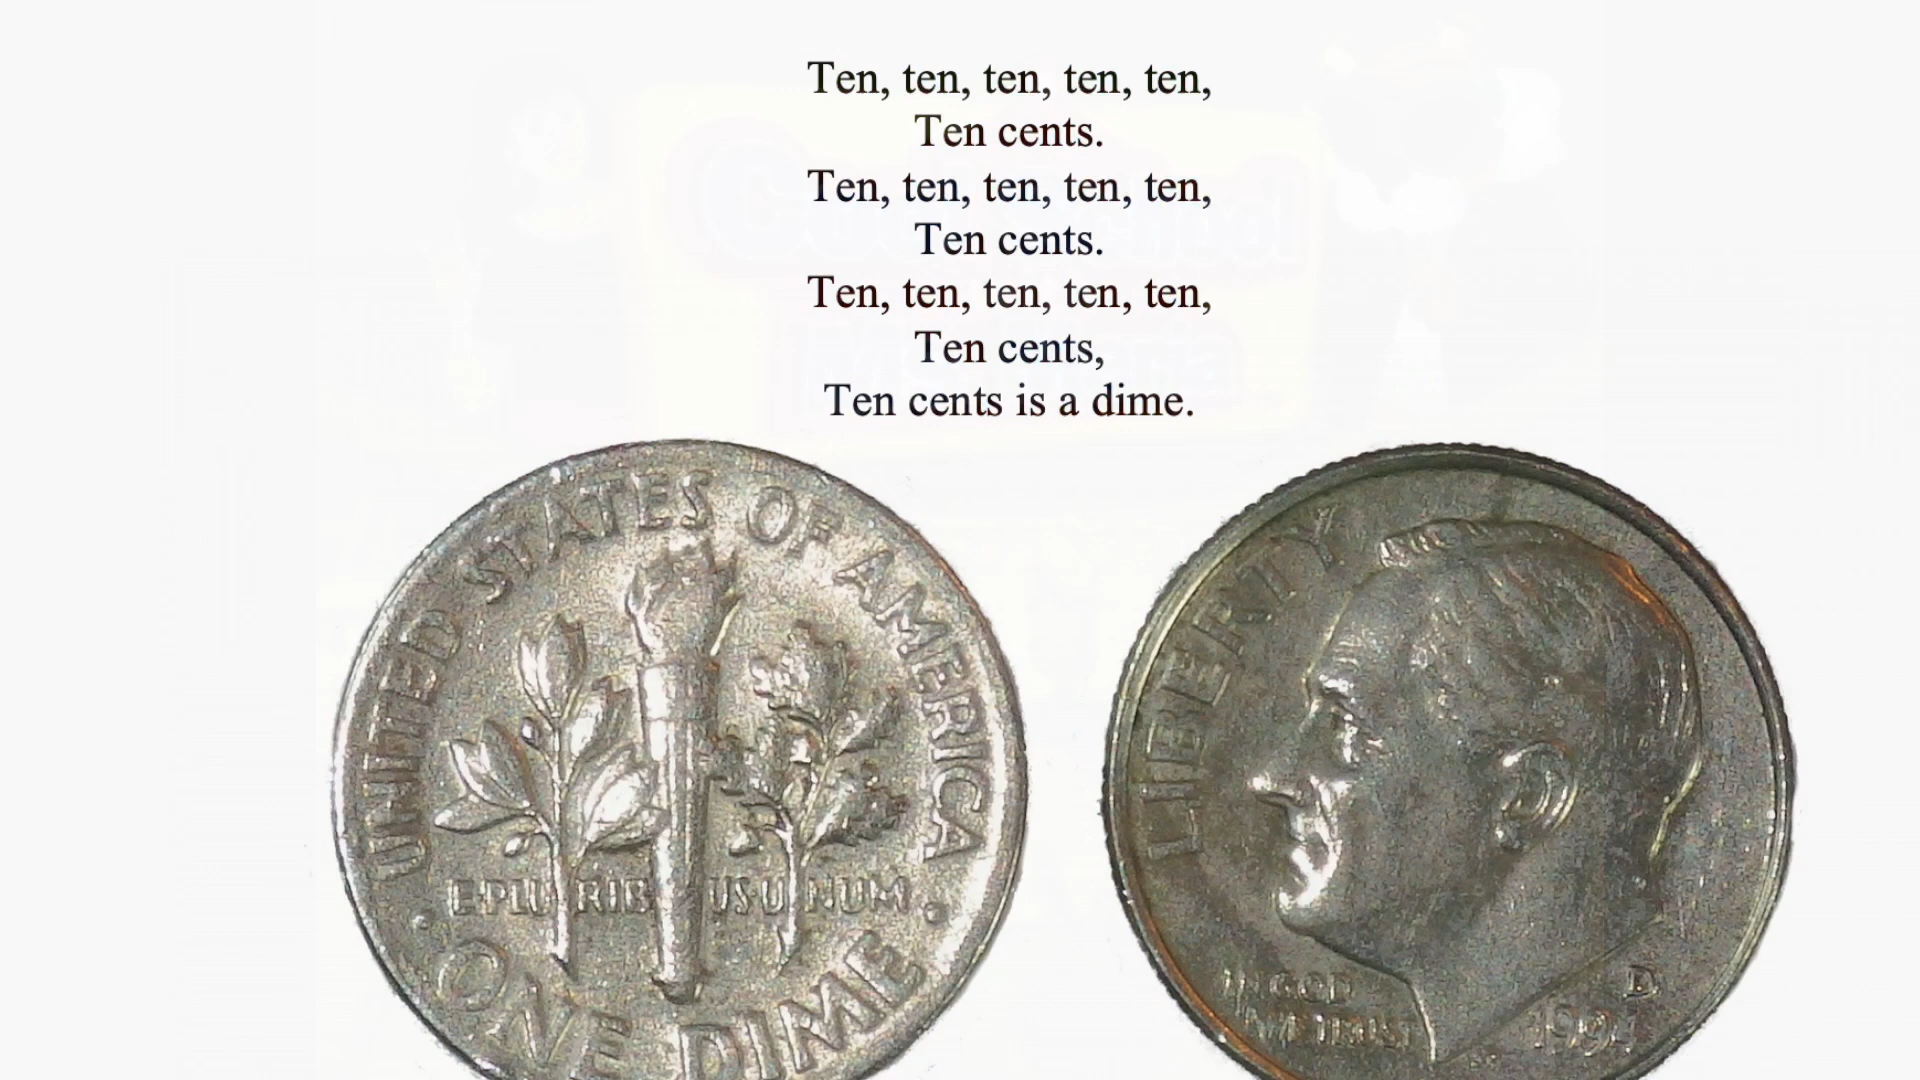 Ten, ten, ten, ten, ten,
Ten cents.
Ten, ten, ten, ten, ten,
Ten cents.
Ten, ten, ten, ten, ten,
Ten cents,
Ten cents is a dime.
UNITED STATES OF AMERICA
E PLURIBUS UNUM
ONE DIME
LIBERTY
IN GOD
WE TRUST
D